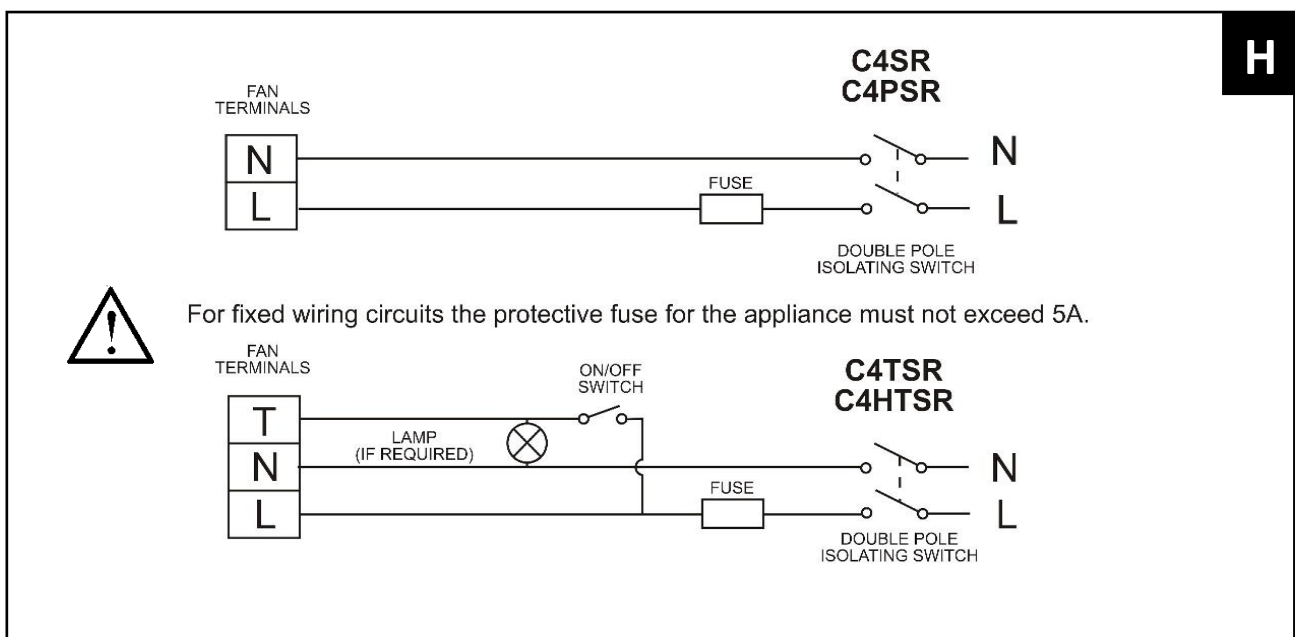 H
C4SR
C4PSR
FAN
TERMINALS
N
N
FUSE
L
L
DOUBLE POLE
ISOLATING SWITCH
!
For fixed wiring circuits the protective fuse for the appliance must not exceed 5A.
FAN
TERMINALS
ON/OFF
SWITCH
C4TSR
C4HTSR
T
LAMP
(IF REQUIRED)
N
N
FUSE
L
L
DOUBLE POLE
ISOLATING SWITCH